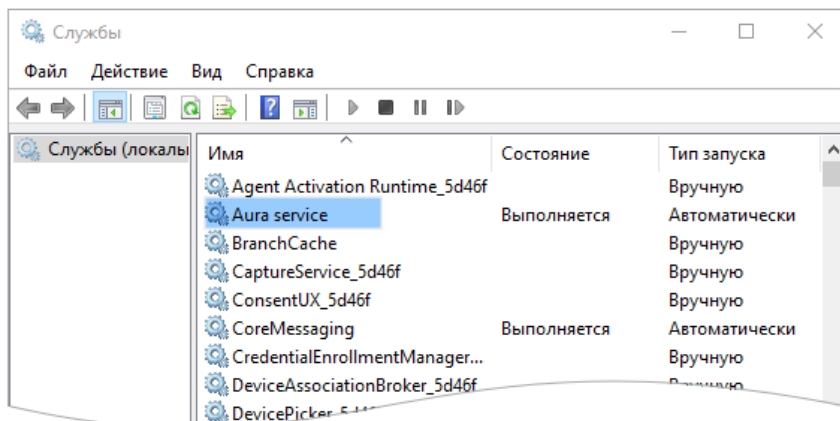 Службы
Файл Действие Вид Справка
Службы (локалы
Имя Состояние Тип запуска
Agent Activation Runtime_5d46f Вручную
Aura service Выполняется Автоматически
BranchCache Вручную
CaptureService_5d46f Вручную
ConsentUX_5d46f Вручную
CoreMessaging Выполняется Автоматически
CredentialEnrollmentManager... Вручную
DeviceAssociationBroker_5d46f Вручную